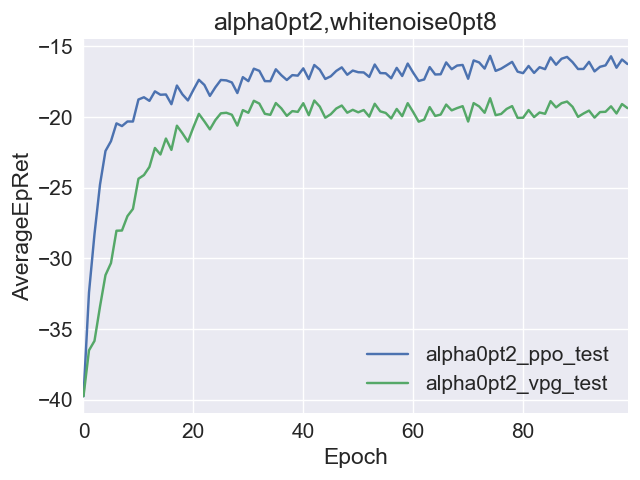 alpha0pt2,whitenoise0pt8
AverageEpRet
−15
−20
−25
−30
−35
−40
0 20 40 60 80
Epoch
alpha0pt2_ppo_test
alpha0pt2_vpg_test